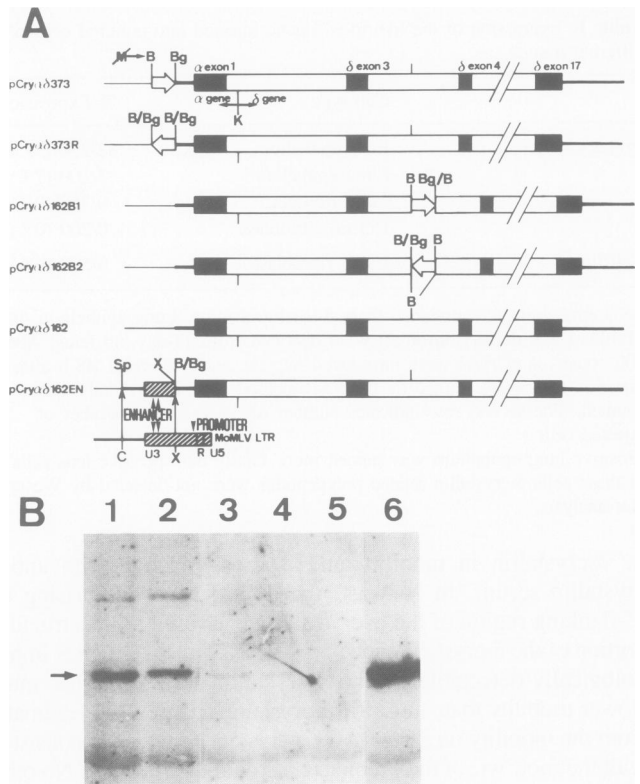 A
M B Bg
α exon 1 δ exon 3 δ exon 4 δ exon 17
pCryαδ373
α gene δ gene
K
B/Bg B/Bg
pCryαδ373R
B Bg/B
pCryαδ162B1
B/Bg B
pCryαδ162B2
B
pCryαδ162
Sp X B/Bg
pCryαδ162EN
ENHANCER PROMOTER
MoMLV LTR
C U3 X R U5
B
1 2 3 4 5 6